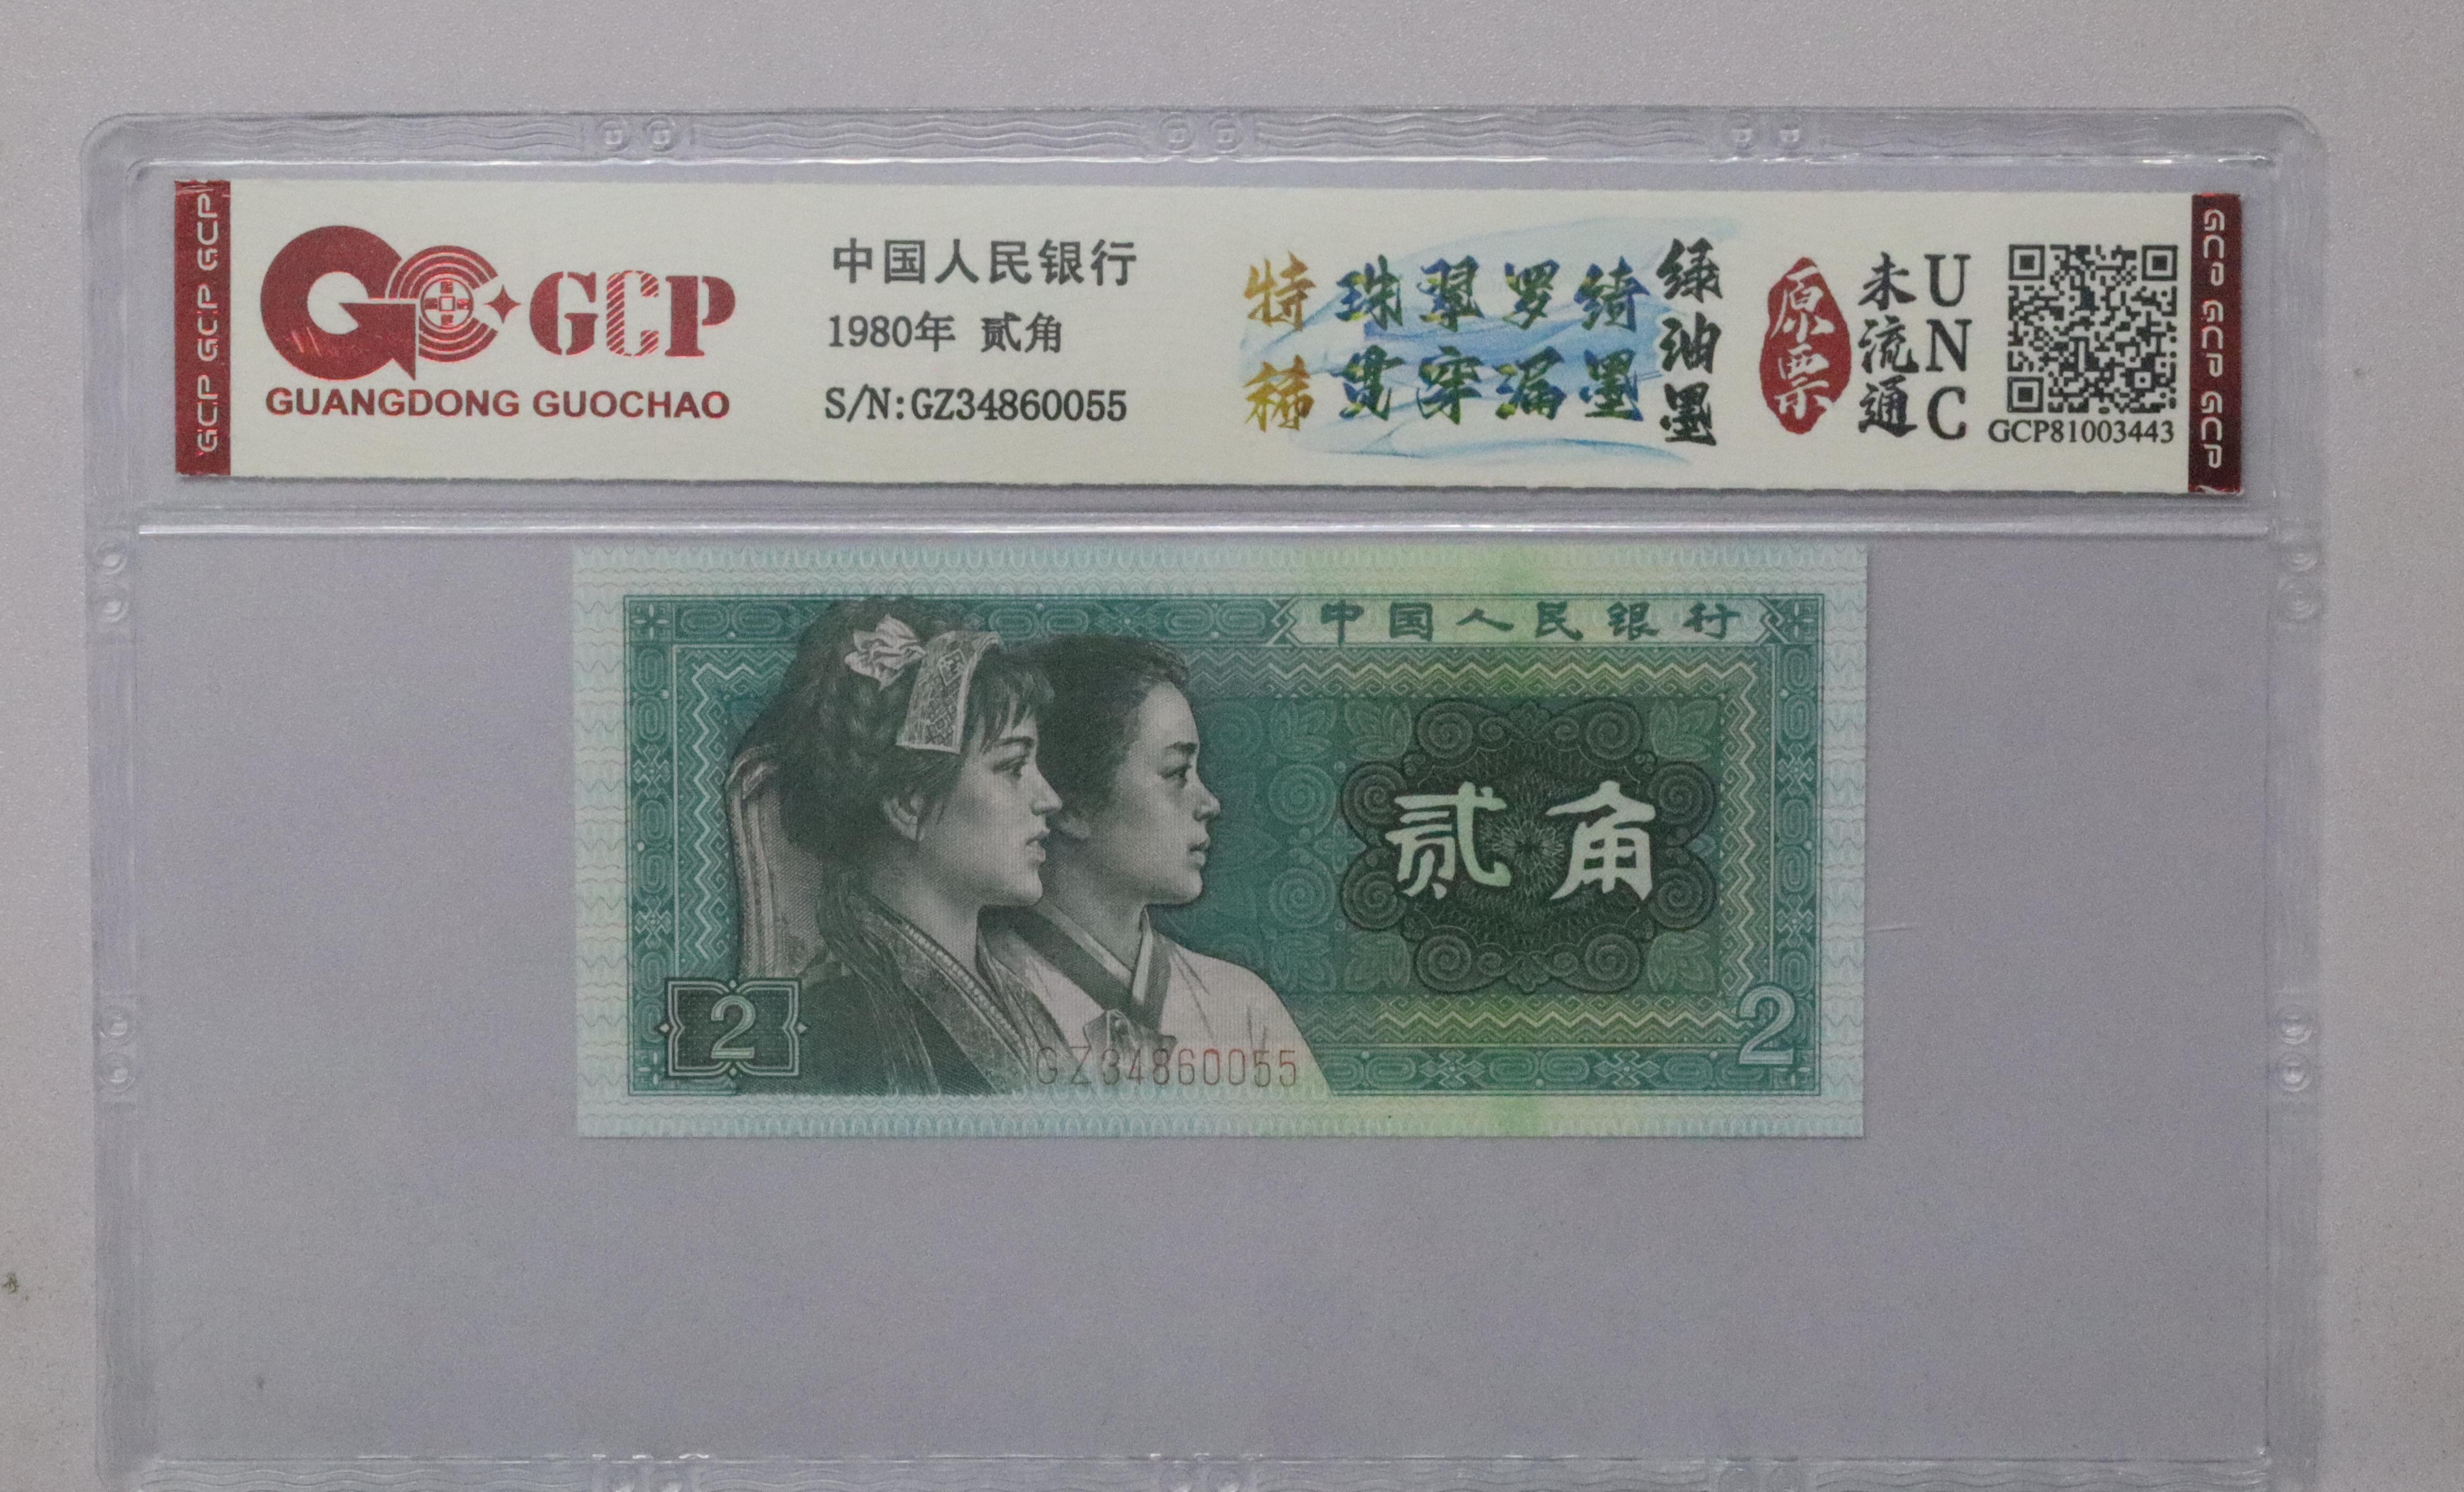 GCP GCP GCP
GCP
GUANGDONG GUOCHAO
中国人民银行
1980年 贰角
S/N:GZ34860055
特稀
珠翠罗绮
贯穿漏墨
绿油墨
原票
未流通
UNC
GCP81003443
GCP GCP GCP
中国人民银行
贰角
2
GZ34860055
2